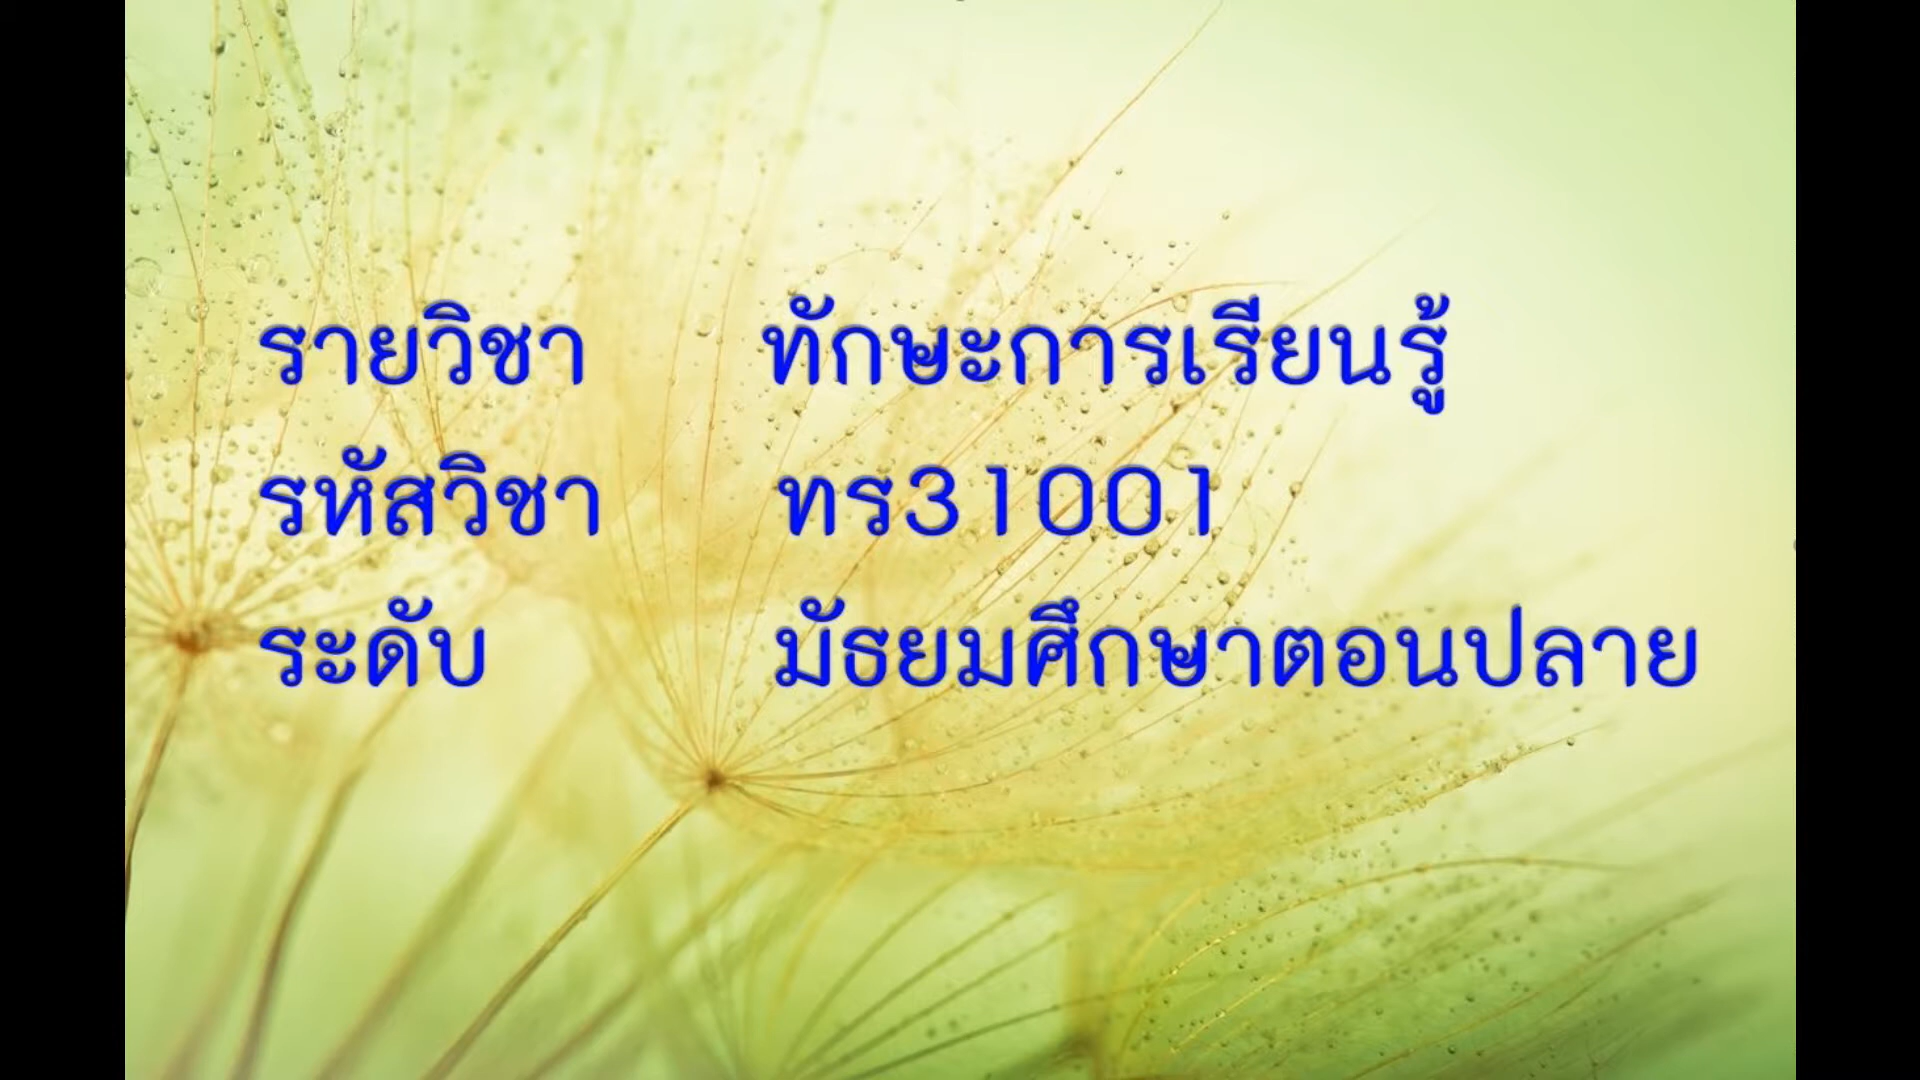 รายวิชา ทักษะการเรียนรู้
รหัสวิชา ทร31001
ระดับ มัธยมศึกษาตอนปลาย